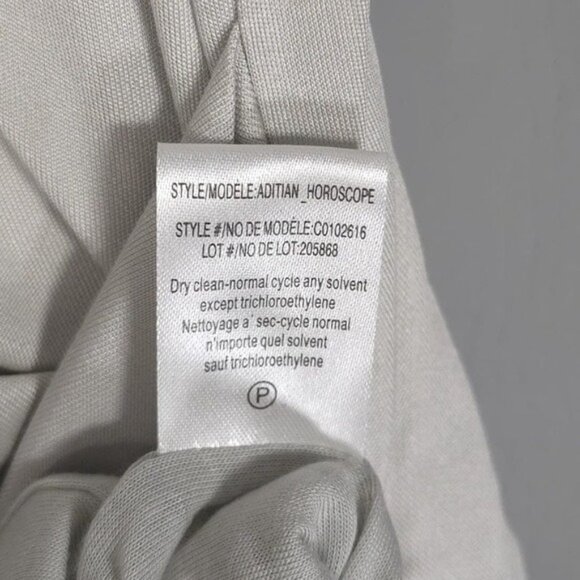 STYLE/MODÈLE:ADITIAN_HOROSCOPE
STYLE #/NO DE MODÈLE:C0102616
LOT #/NO DE LOT:205868
Dry clean-normal cycle any solvent
except trichloroethylene
Nettoyage a` sec-cycle normal
n'importe quel solvent
sauf trichloroethylene
P